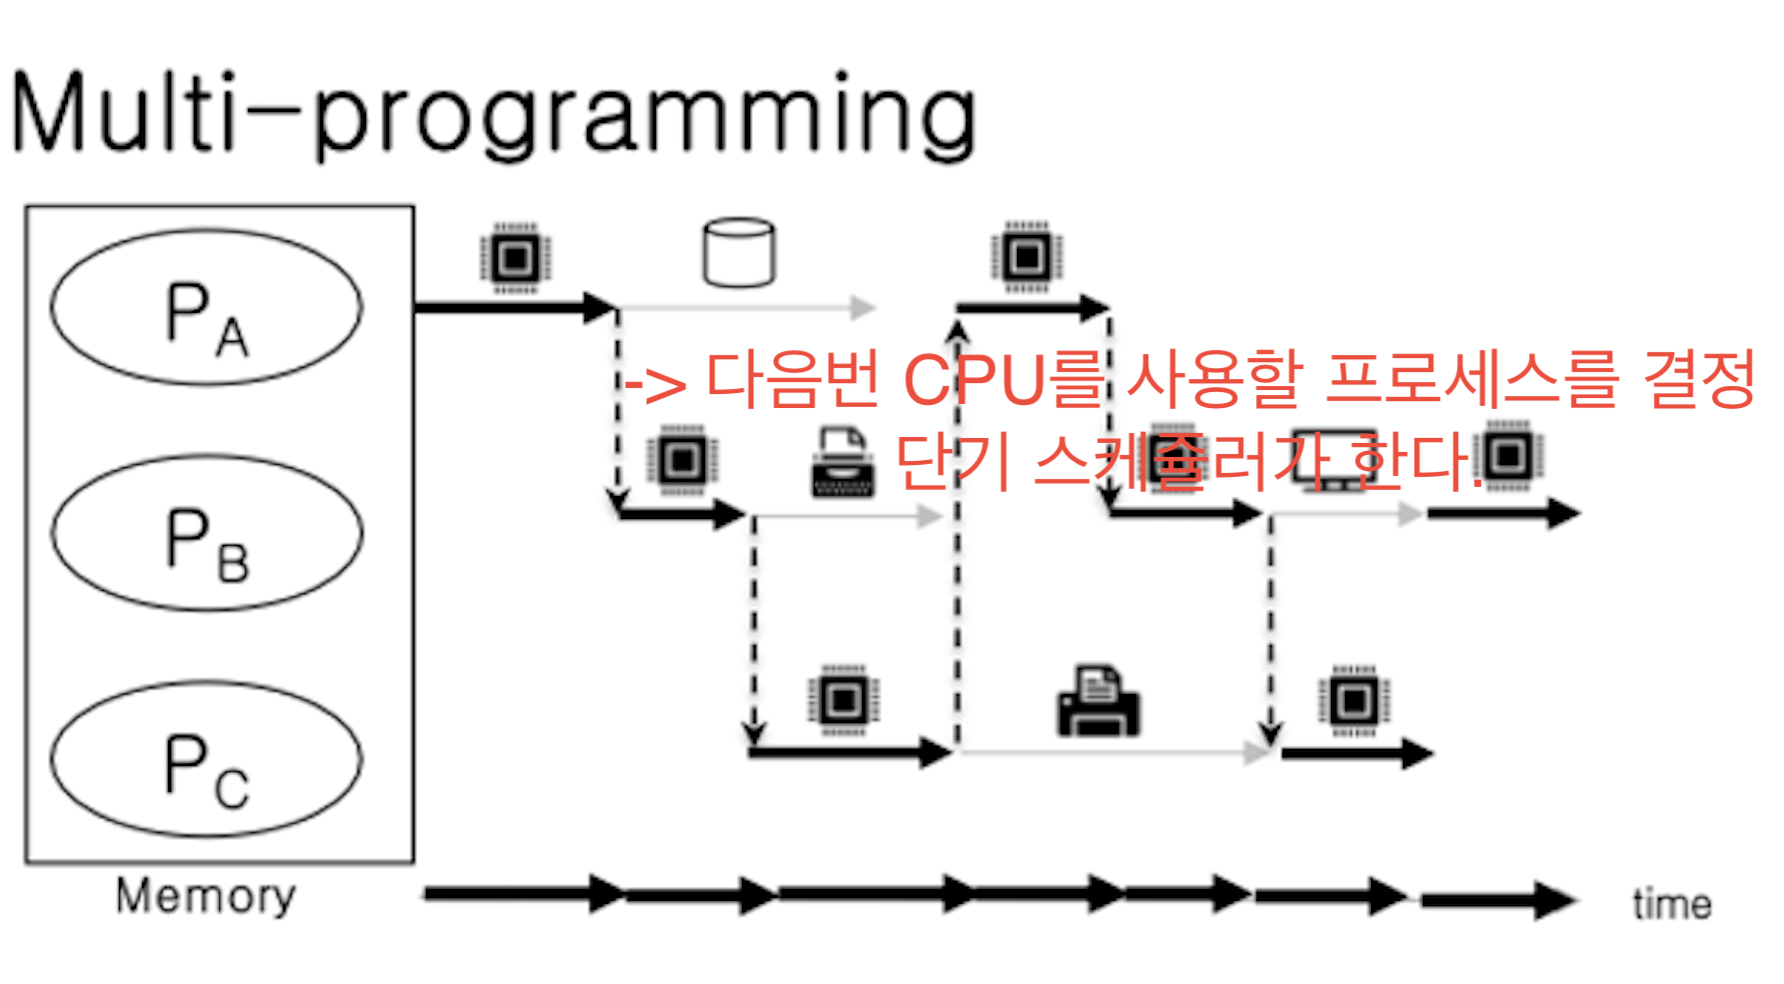 Multi-programming
P_A
-> 다음번 CPU를 사용할 프로세스를 결정
단기 스케쥴러가 한다.
P_B
P_C
Memory
time